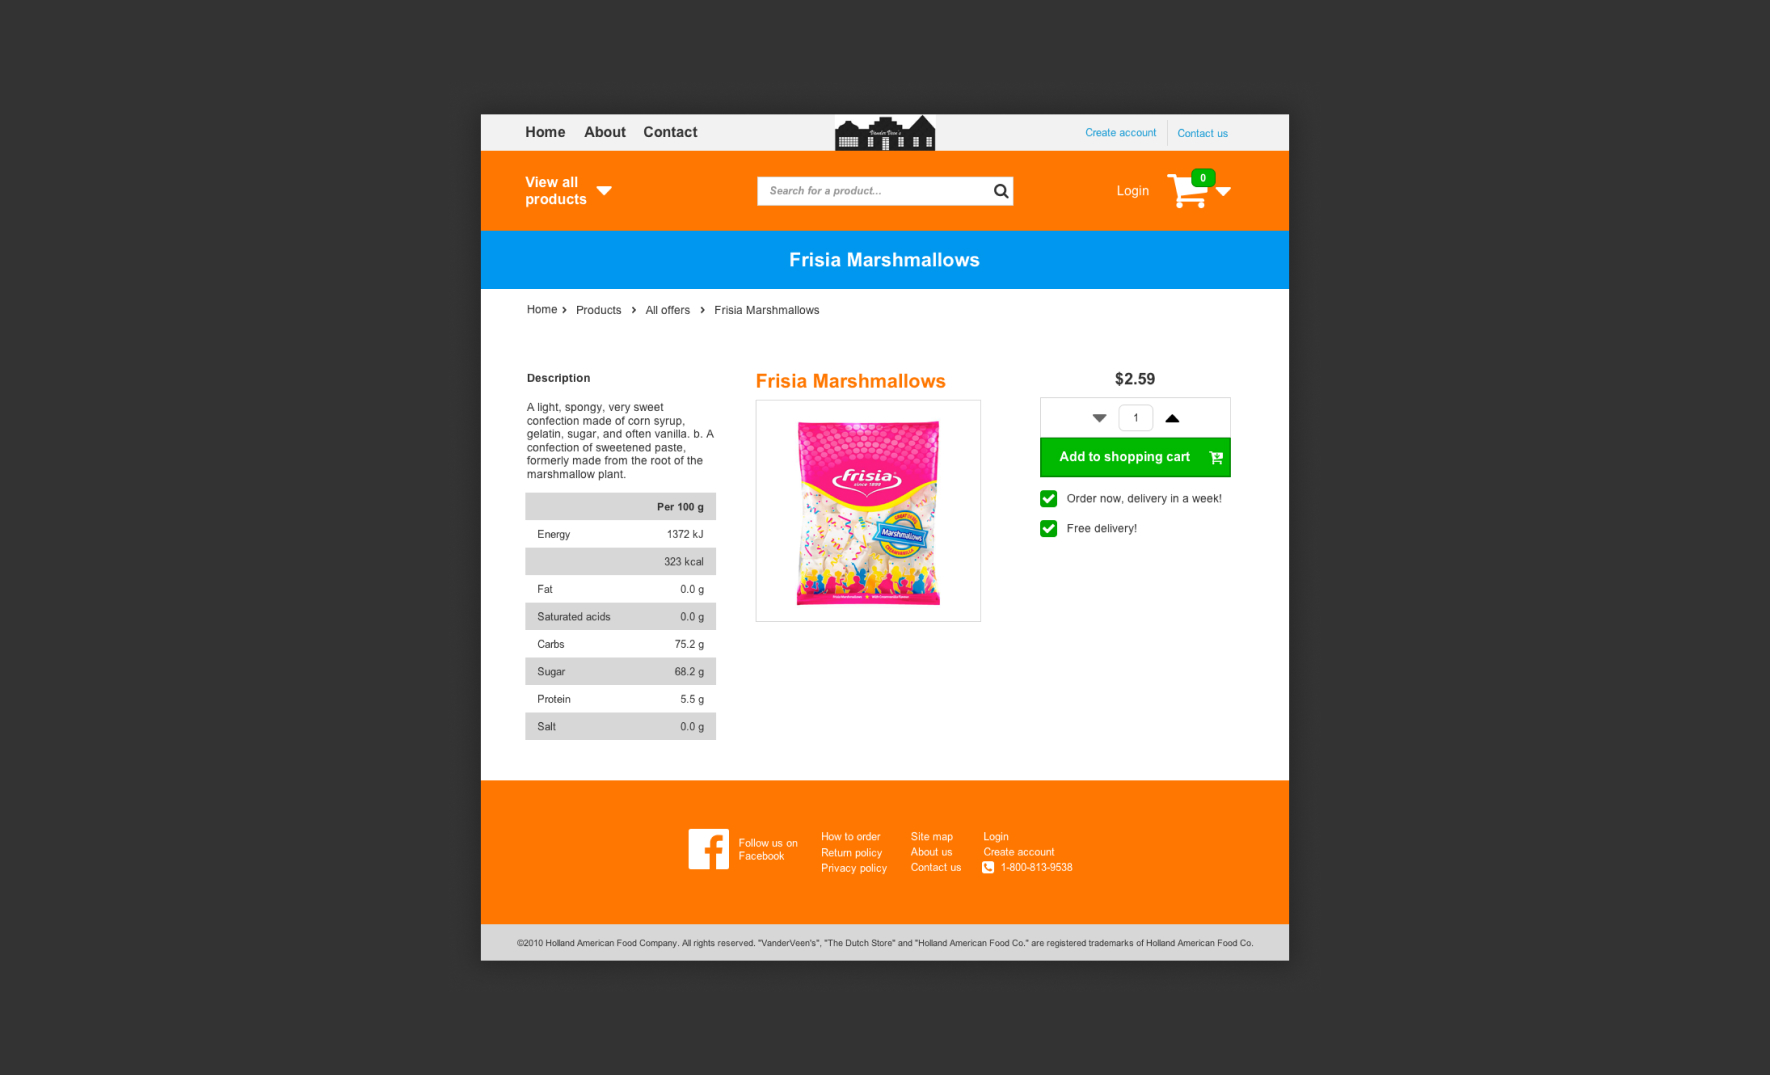 Home About Contact
VanderVeen's
Create account Contact us
View all
products
Search for a product...
Login
0
Frisia Marshmallows
Home Products All offers Frisia Marshmallows
Description
A light, spongy, very sweet
confection made of corn syrup,
gelatin, sugar, and often vanilla. b. A
confection of sweetened paste,
formerly made from the root of the
marshmallow plant.
Per 100 g
Energy 1372 kJ
323 kcal
Fat 0.0 g
Saturated acids 0.0 g
Carbs 75.2 g
Sugar 68.2 g
Protein 5.5 g
Salt 0.0 g
Frisia Marshmallows
frisia
Marshmallows
$2.59
1
Add to shopping cart
Order now, delivery in a week!
Free delivery!
Follow us on
Facebook
How to order
Return policy
Privacy policy
Site map
About us
Contact us
Login
Create account
1-800-813-9538
©2010 Holland American Food Company. All rights reserved. "VanderVeen's", "The Dutch Store" and "Holland American Food Co." are registered trademarks of Holland American Food Co.